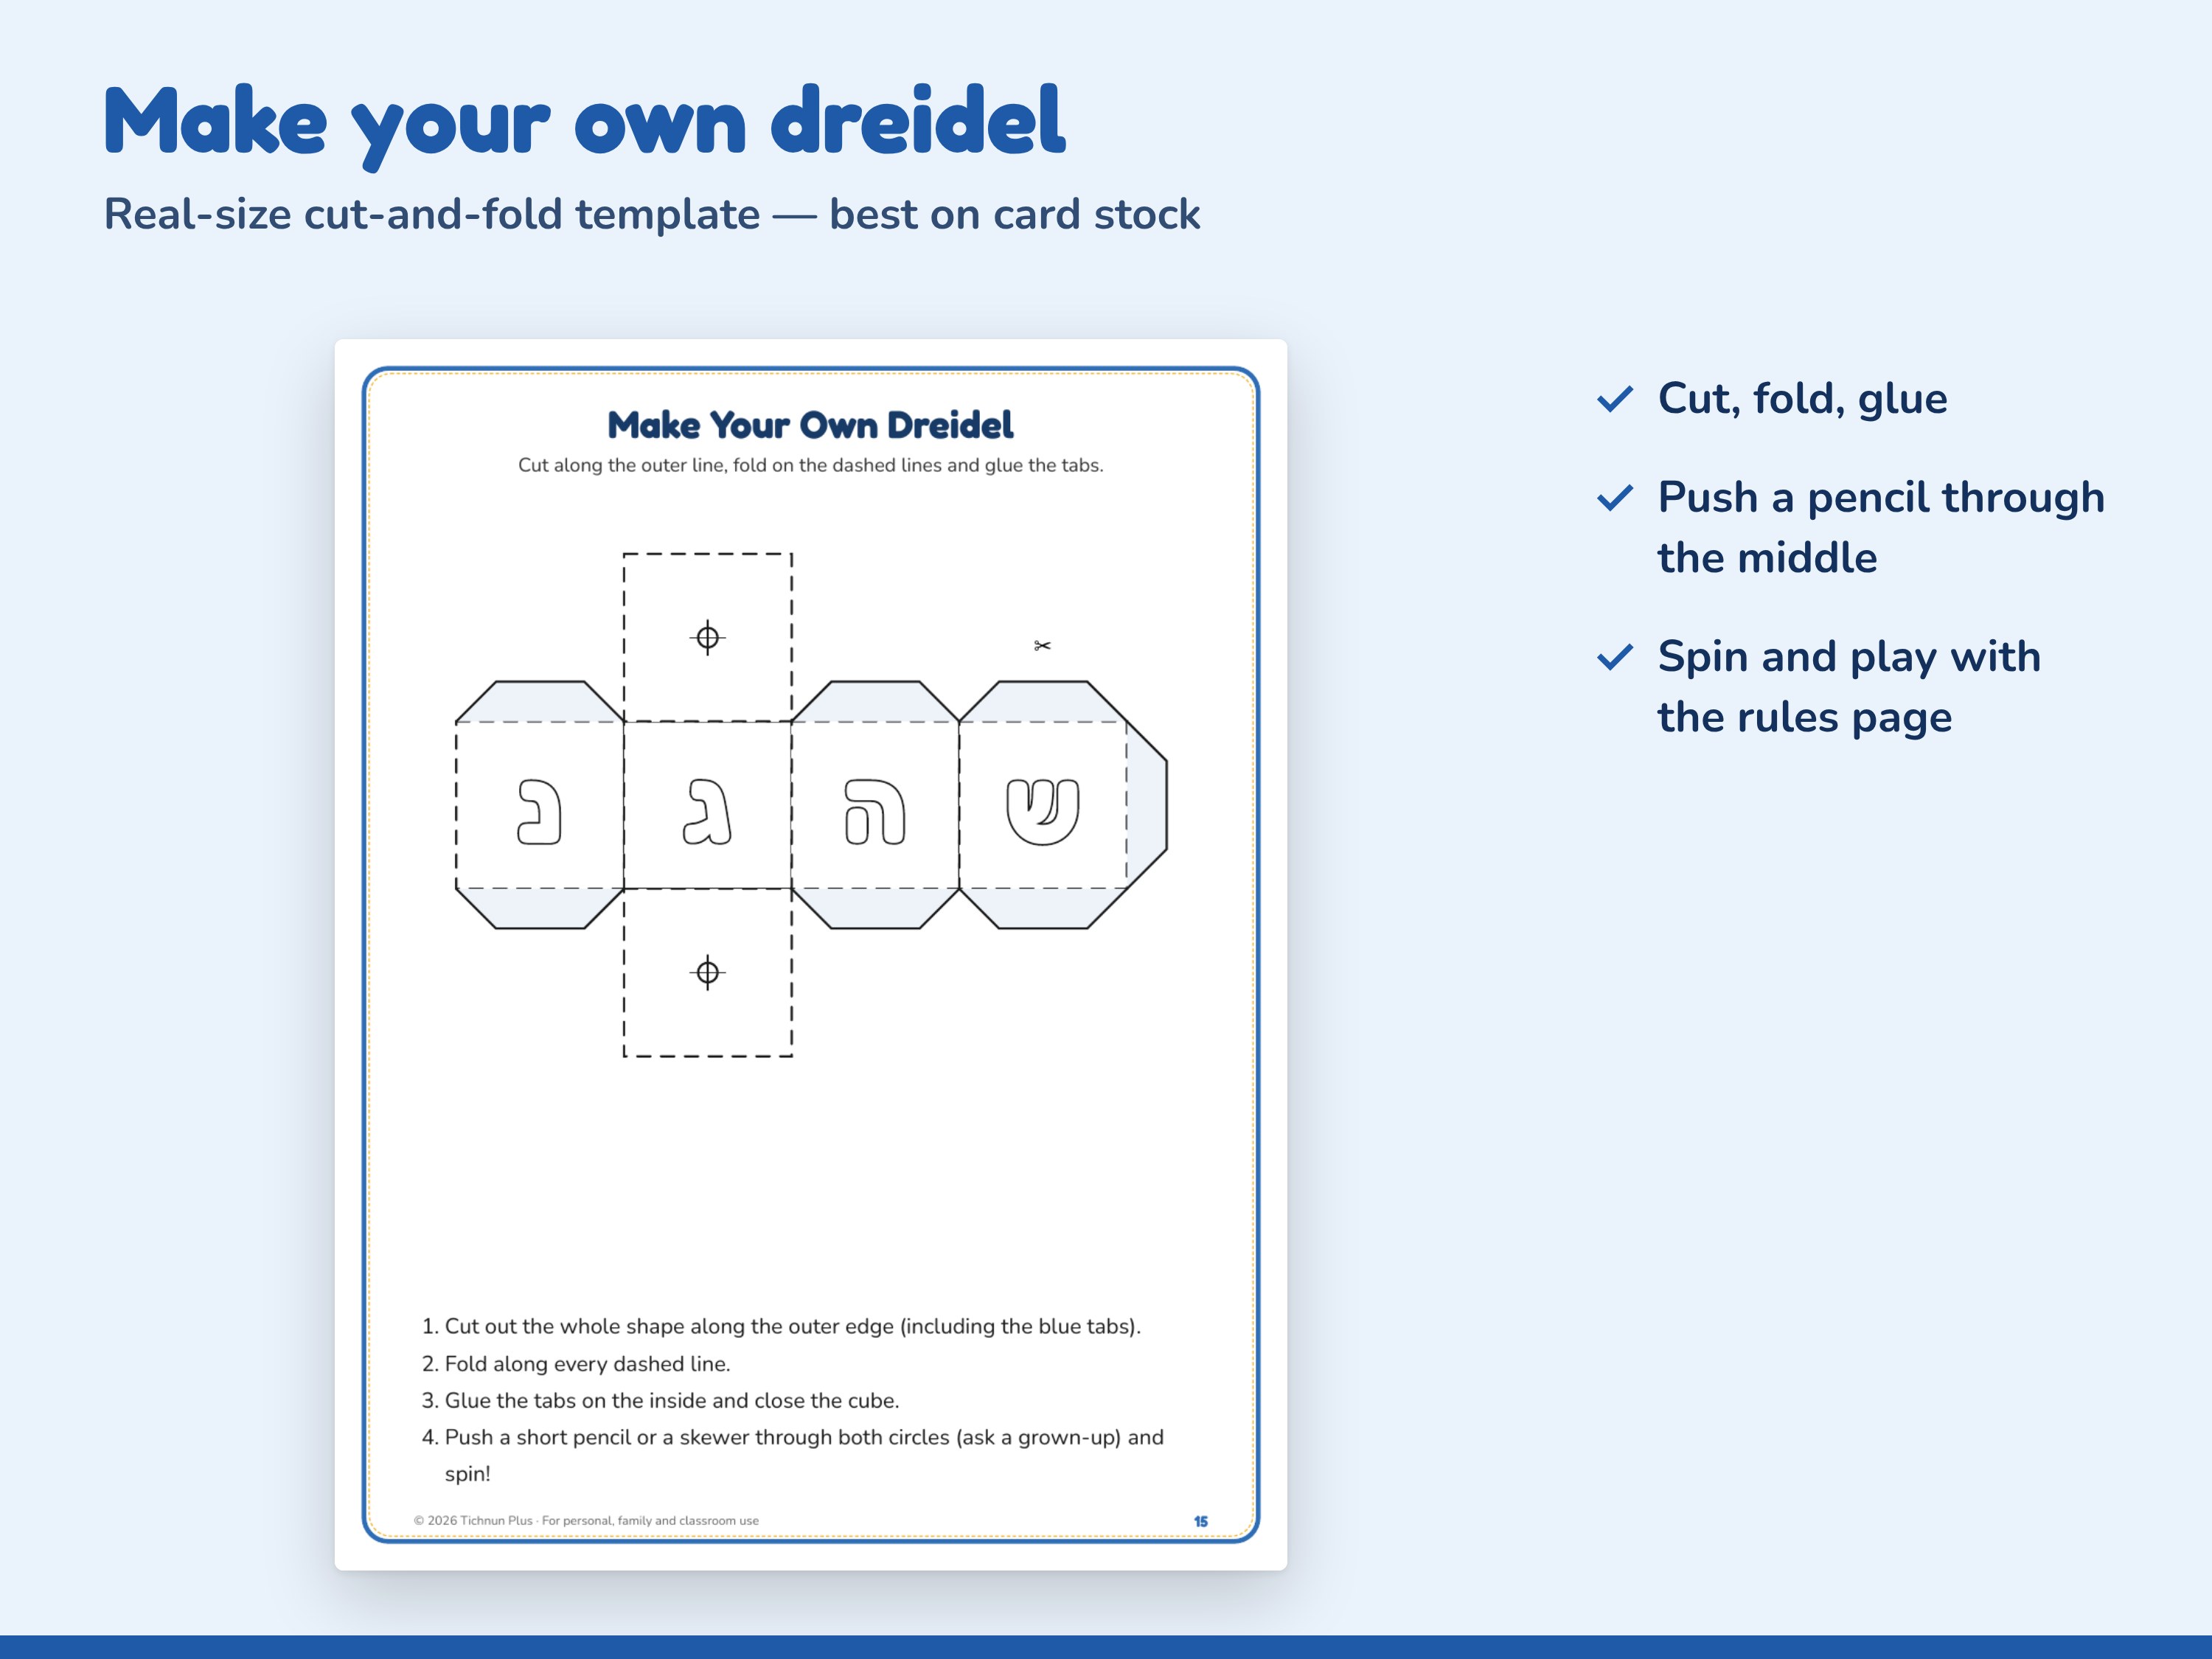 Make your own dreidel
Real-size cut-and-fold template — best on card stock
Make Your Own Dreidel
Cut along the outer line, fold on the dashed lines and glue the tabs.
נ ג ה ש
1. Cut out the whole shape along the outer edge (including the blue tabs).
2. Fold along every dashed line.
3. Glue the tabs on the inside and close the cube.
4. Push a short pencil or a skewer through both circles (ask a grown-up) and
spin!
© 2026 Tichnun Plus · For personal, family and classroom use
15
Cut, fold, glue
Push a pencil through
the middle
Spin and play with
the rules page